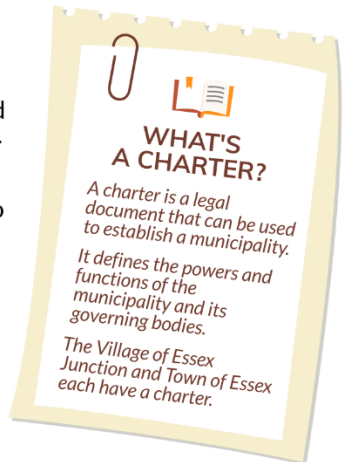 d
WHAT'S
A CHARTER?
A charter is a legal
document that can be used
to establish a municipality.
It defines the powers and
functions of the
municipality and its
governing bodies.
The Village of Essex
Junction and Town of Essex
each have a charter.